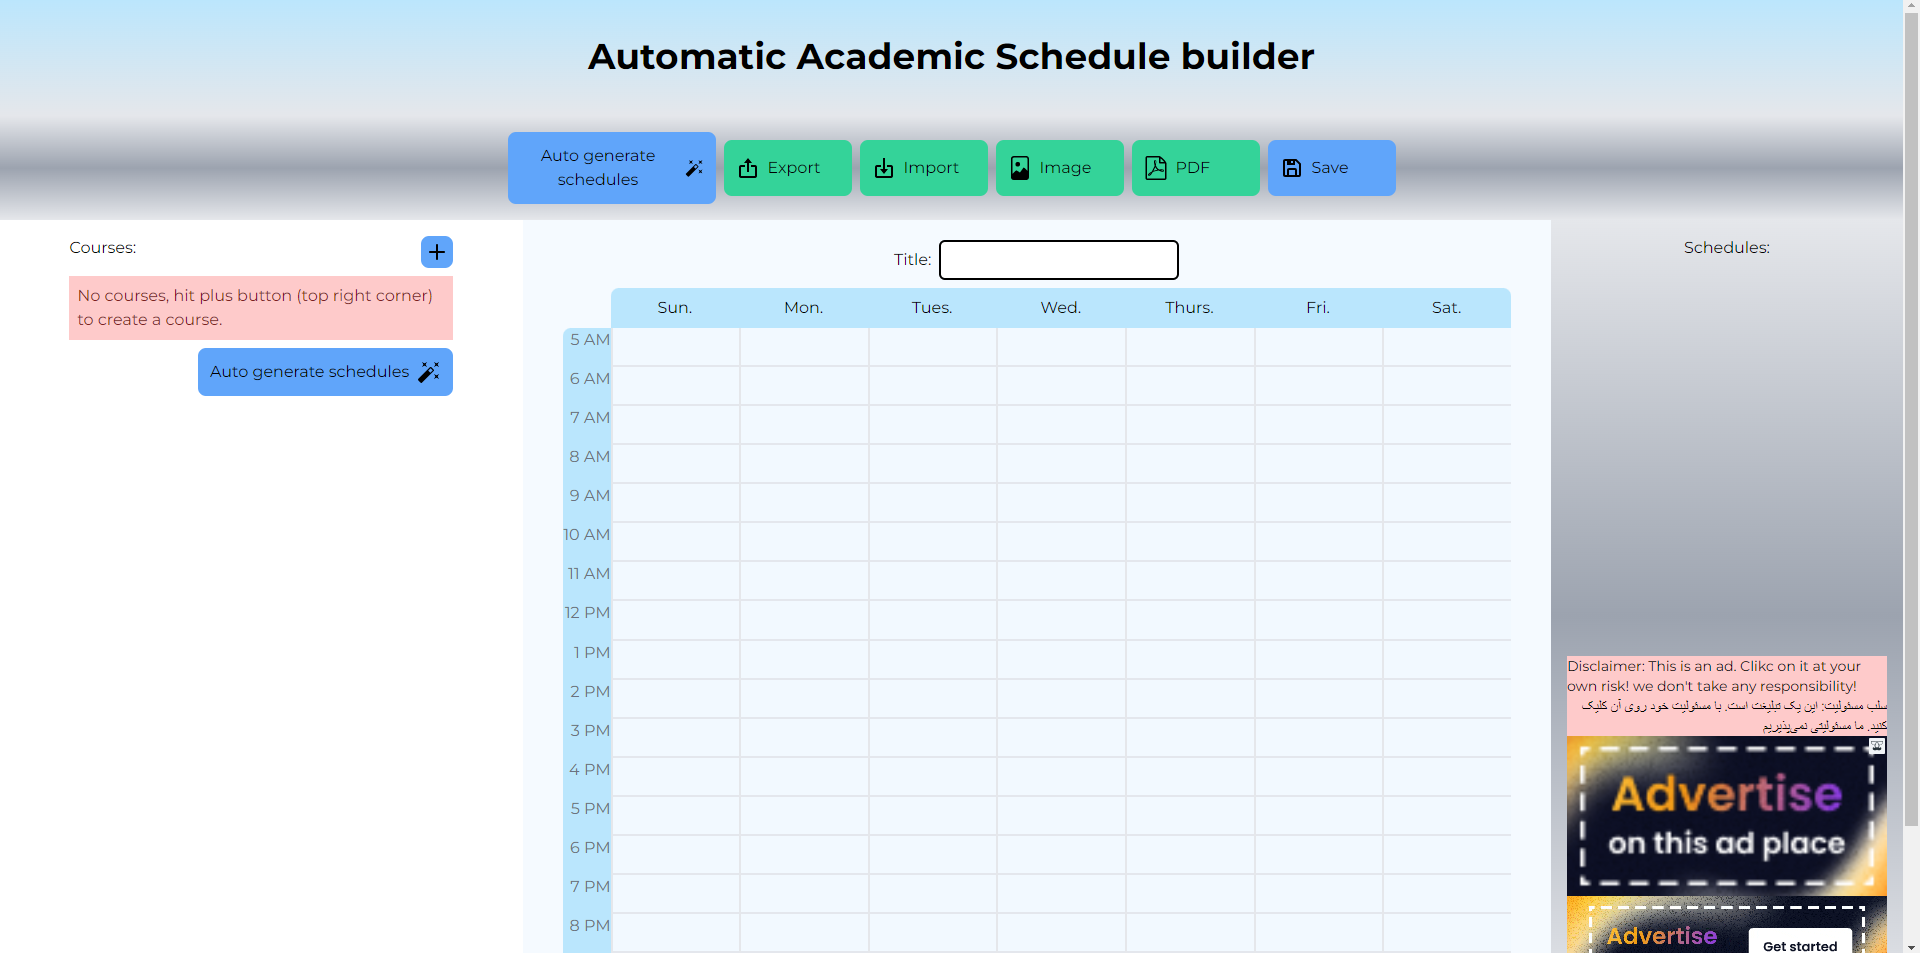 Automatic Academic Schedule builder
Auto generate
schedules
Export
Import
Image
PDF
Save
Courses:
No courses, hit plus button (top right corner)
to create a course.
Auto generate schedules
Title:
Sun. Mon. Tues. Wed. Thurs. Fri. Sat.
5 AM
6 AM
7 AM
8 AM
9 AM
10 AM
11 AM
12 PM
1 PM
2 PM
3 PM
4 PM
5 PM
6 PM
7 PM
8 PM
Schedules:
Disclaimer: This is an ad. Clikc on it at your
own risk! we don't take any responsibility!
سلب مسئولیت: این یک تبلیغت است. با مسئولیت خود روی آن کلیک
کنید. ما مسئولیتی نمی‌پذیریم
Advertise
on this ad place
Advertise
Get started